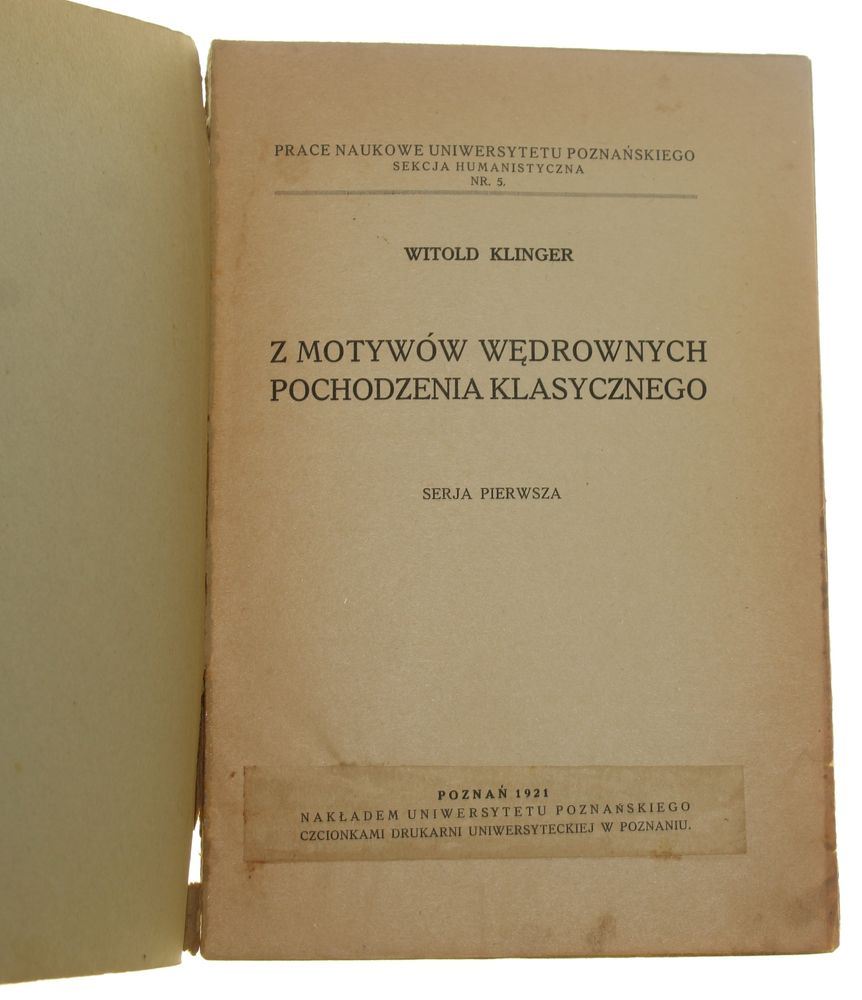 PRACE NAUKOWE UNIWERSYTETU POZNAŃSKIEGO
SEKCJA HUMANISTYCZNA
NR. 5.
WITOLD KLINGER
Z MOTYWÓW WĘDROWNYCH
POCHODZENIA KLASYCZNEGO
SERJA PIERWSZA
POZNAŃ 1921
NAKŁADEM UNIWERSYTETU POZNAŃSKIEGO
CZCIONKAMI DRUKARNI UNIWERSYTECKIEJ W POZNANIU.